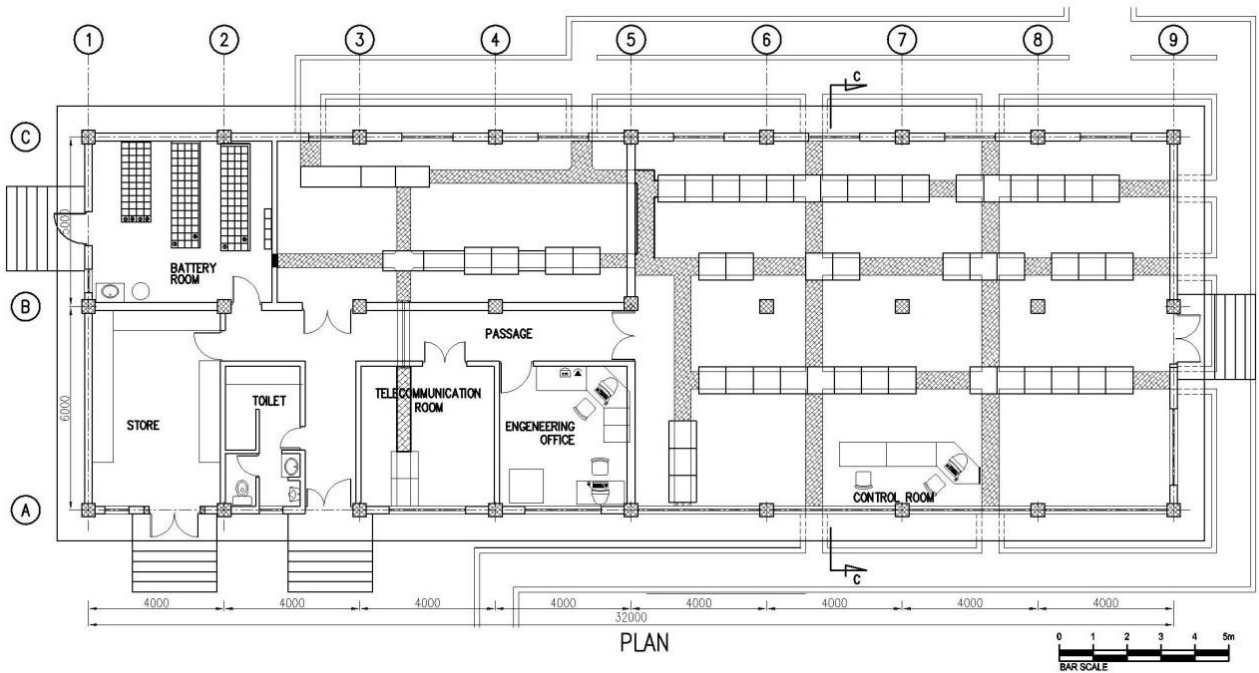 1 2 3 4 5 6 7 8 9
C
C
5000
BATTERY
ROOM
B
PASSAGE
6000
TOILET
TELECOMMUNICATION
ROOM
STORE
ENGENEERING
OFFICE
CONTROL ROOM
A
C
4000 4000 4000 4000 4000 4000 4000 4000
32000
PLAN
0 1 2 3 4 5m
BAR SCALE